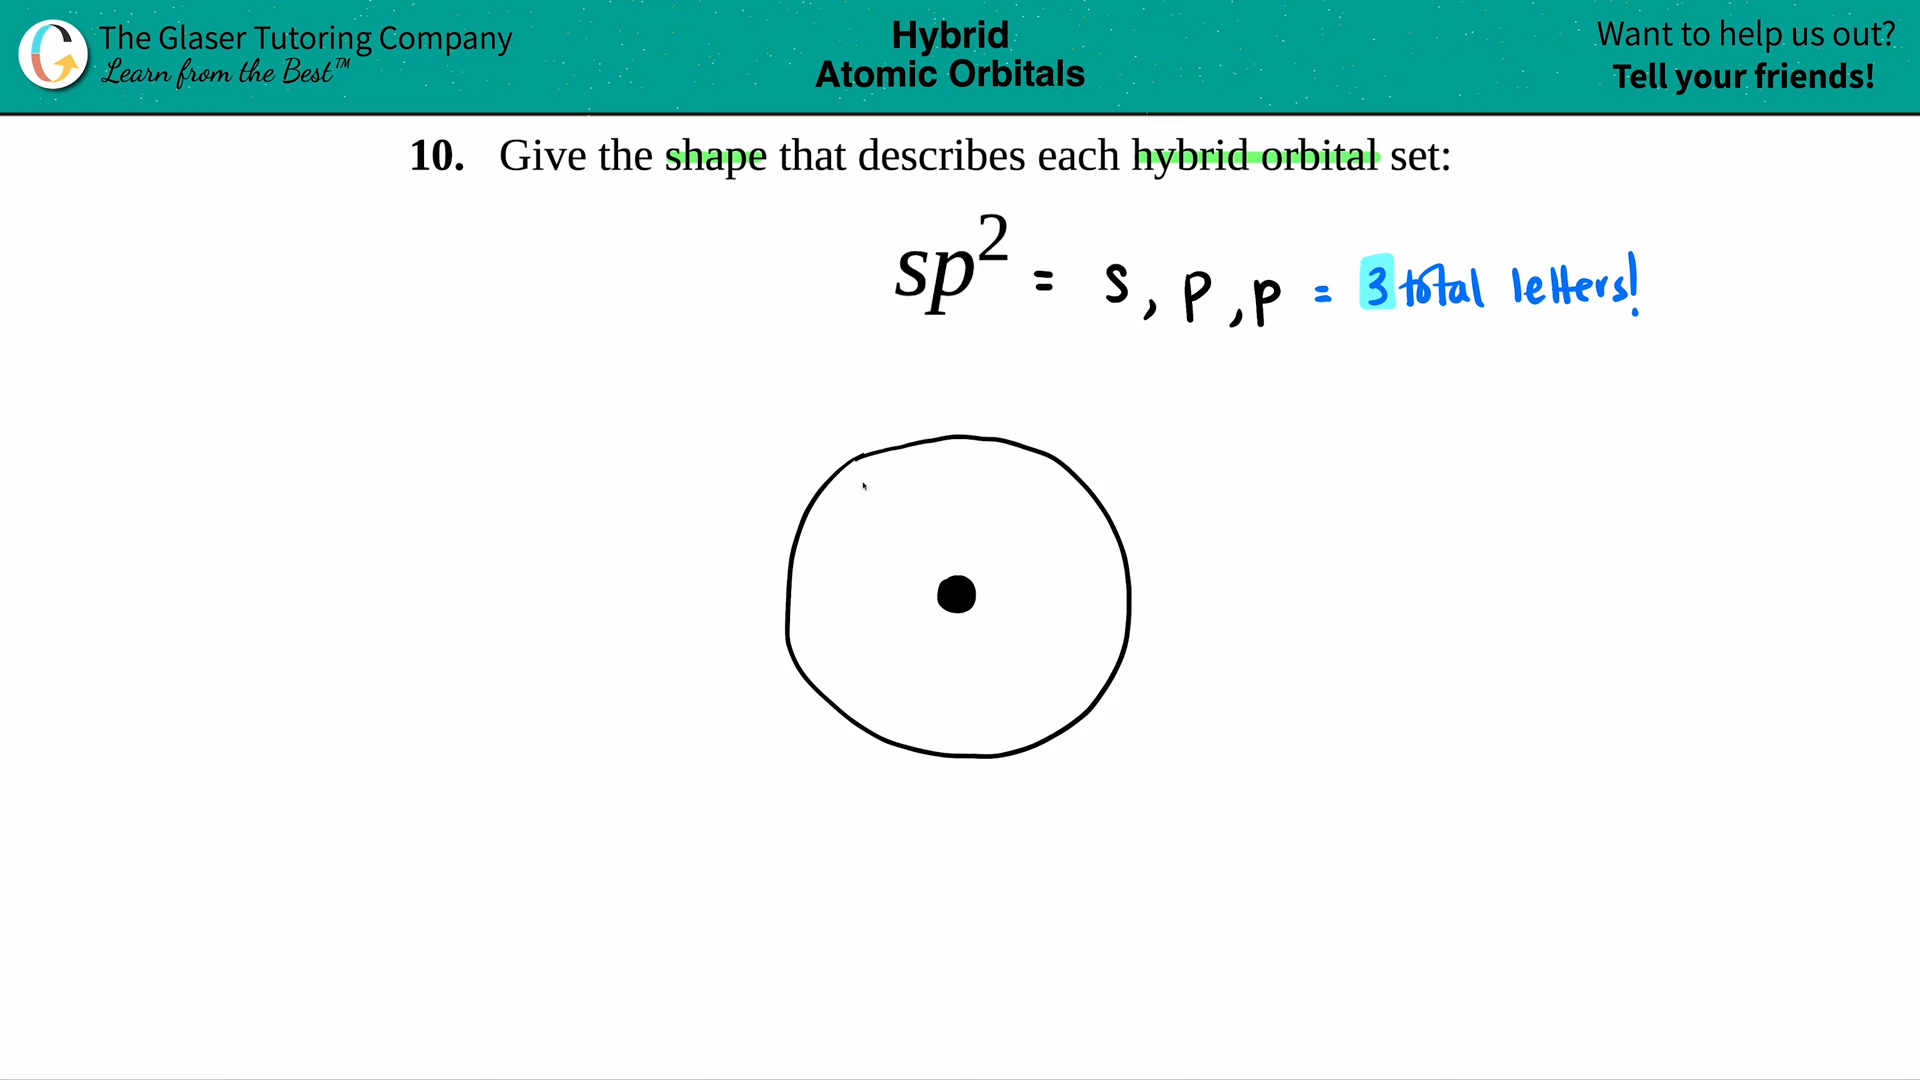 The Glaser Tutoring Company
Learn from the Best™
Hybrid
Atomic Orbitals
Want to help us out?
Tell your friends!
10. Give the shape that describes each hybrid orbital set:
sp² = s, p, p = 3 total letters!